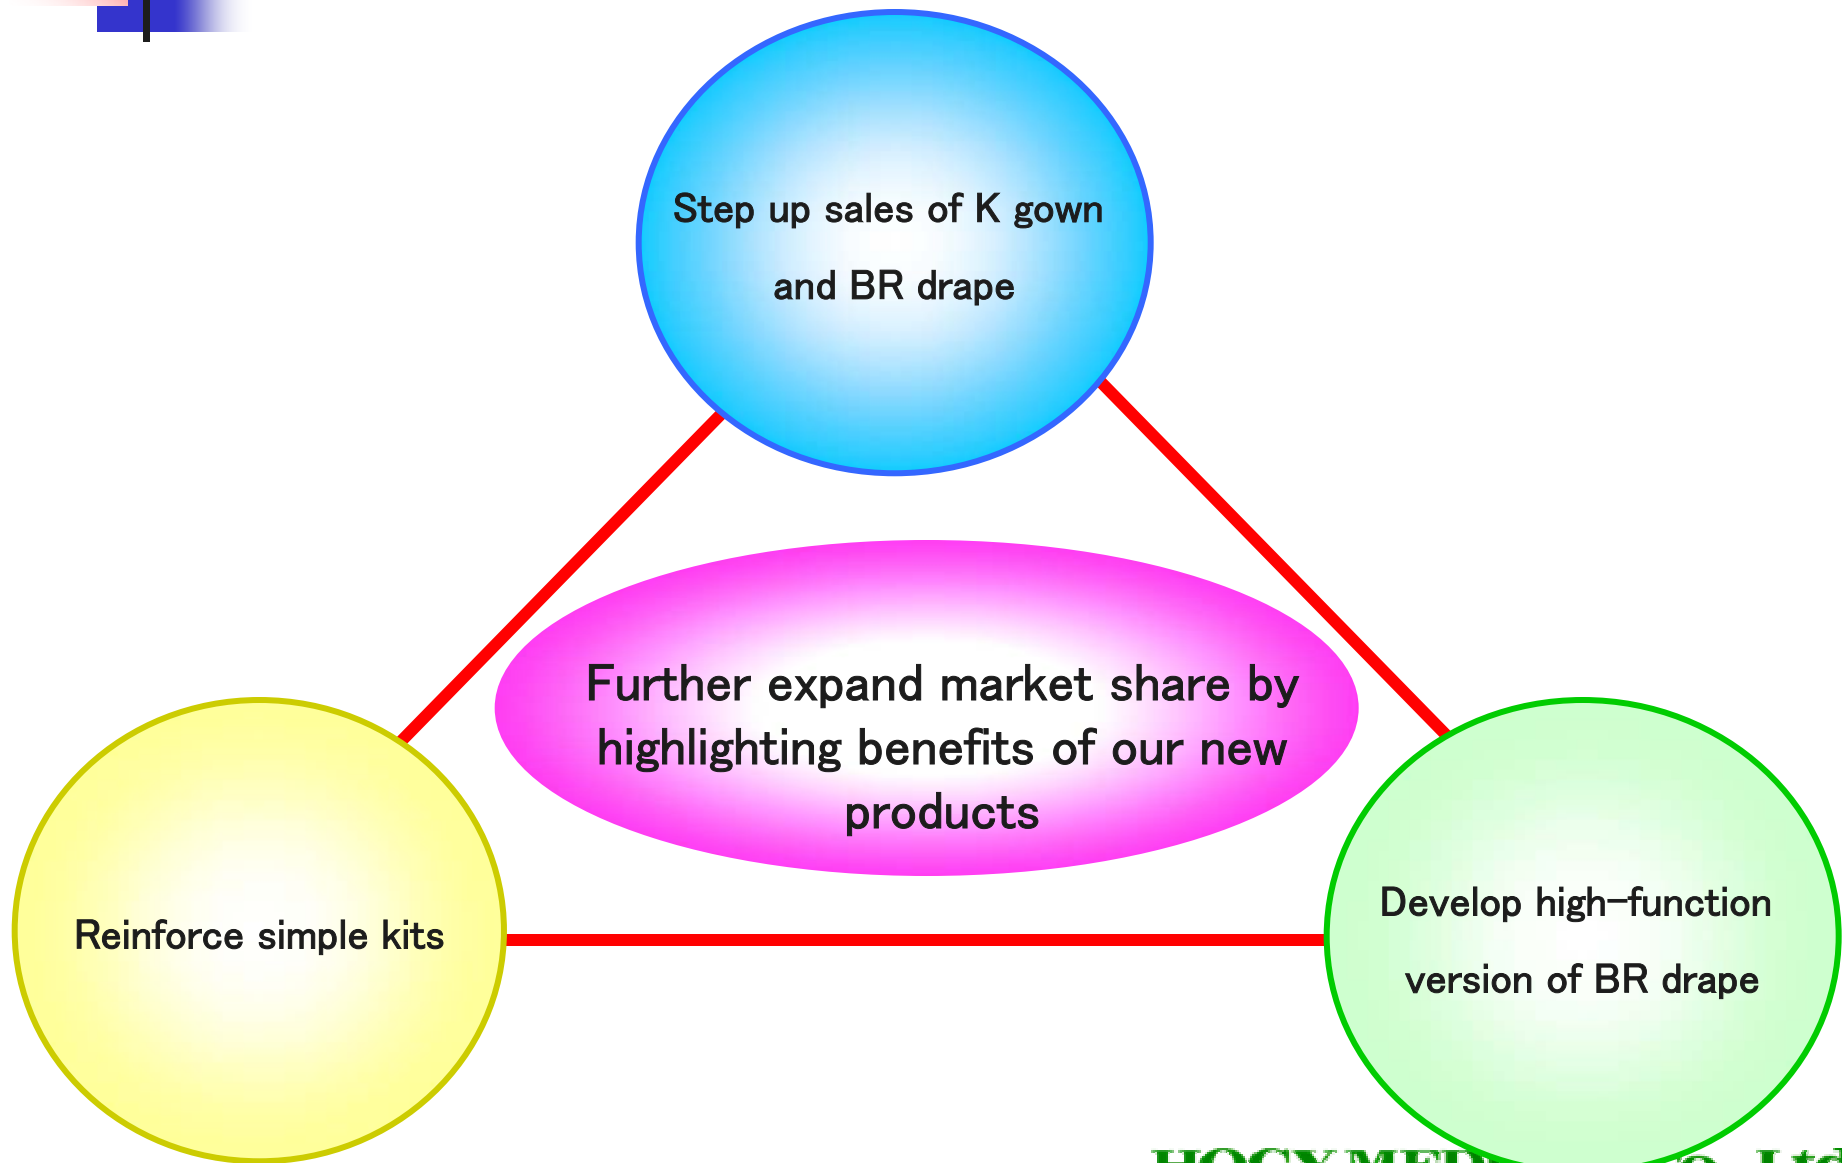 Step up sales of K gown
and BR drape
Further expand market share by
highlighting benefits of our new
products
Reinforce simple kits
Develop high-function
version of BR drape
Ltd